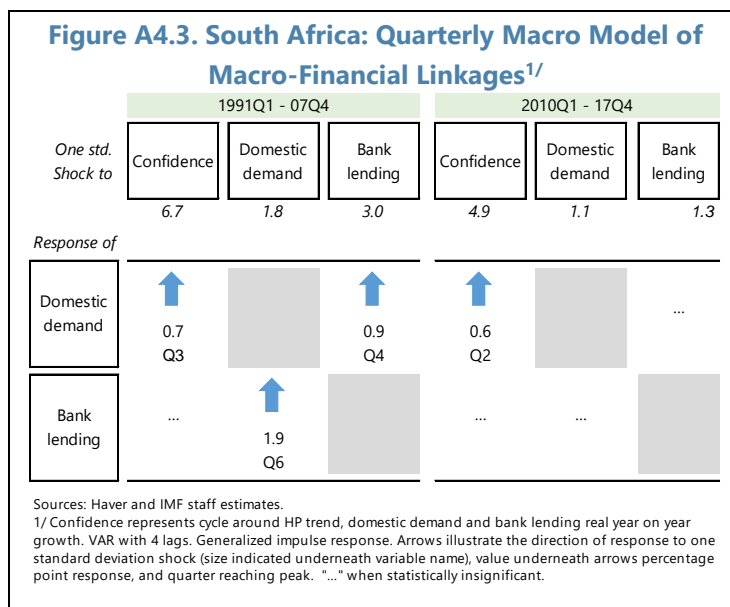 Figure A4.3. South Africa: Quarterly Macro Model of
Macro-Financial Linkages1/
1991Q1 - 07Q4 2010Q1 - 17Q4
One std.
Shock to
Confidence
Domestic
demand
Bank
lending
Confidence
Domestic
demand
Bank
lending
6.7 1.8 3.0 4.9 1.1 1.3
Response of
Domestic
demand
0.7
Q3
0.9
Q4
0.6
Q2
...
Bank
lending
...
1.9
Q6
...
...
Sources: Haver and IMF staff estimates.
1/ Confidence represents cycle around HP trend, domestic demand and bank lending real year on year
growth. VAR with 4 lags. Generalized impulse response. Arrows illustrate the direction of response to one
standard deviation shock (size indicated underneath variable name), value underneath arrows percentage
point response, and quarter reaching peak. "..." when statistically insignificant.